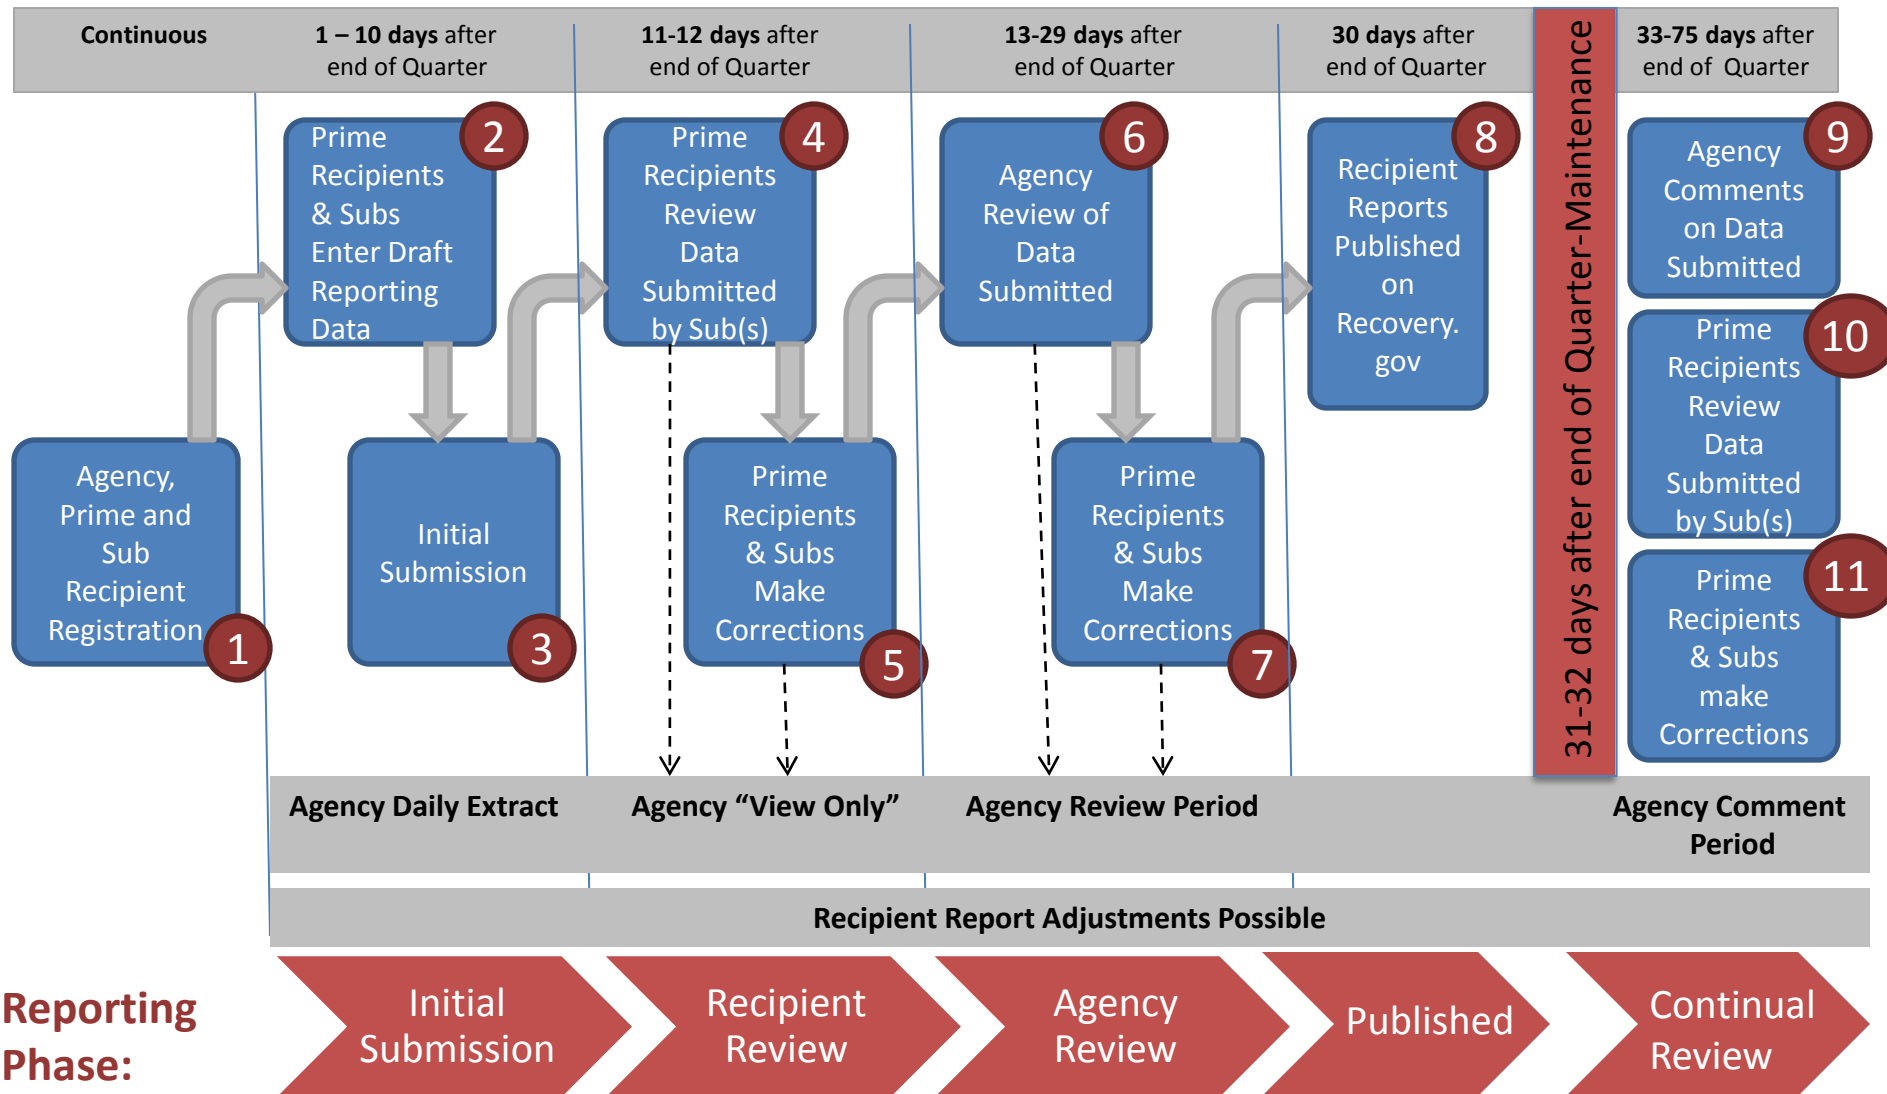 Continuous
1 – 10 days after
end of Quarter
11-12 days after
end of Quarter
13-29 days after
end of Quarter
30 days after
end of Quarter
31-32 days after end of Quarter-Maintenance
33-75 days after
end of  Quarter
Agency,
Prime and
Sub
Recipient
Registration
1
Prime
Recipients
& Subs
Enter Draft
Reporting
Data
2
Initial
Submission
3
Prime
Recipients
Review
Data
Submitted
by Sub(s)
4
Prime
Recipients
& Subs
Make
Corrections
5
Agency
Review of
Data
Submitted
6
Prime
Recipients
& Subs
Make
Corrections
7
Recipient
Reports
Published
on
Recovery.
gov
8
Agency
Comments
on Data
Submitted
9
Prime
Recipients
Review
Data
Submitted
by Sub(s)
10
Prime
Recipients
& Subs
make
Corrections
11
Agency Daily Extract
Agency “View Only”
Agency Review Period
Agency Comment
Period
Recipient Report Adjustments Possible
Reporting
Phase:
Initial
Submission
Recipient
Review
Agency
Review
Published
Continual
Review